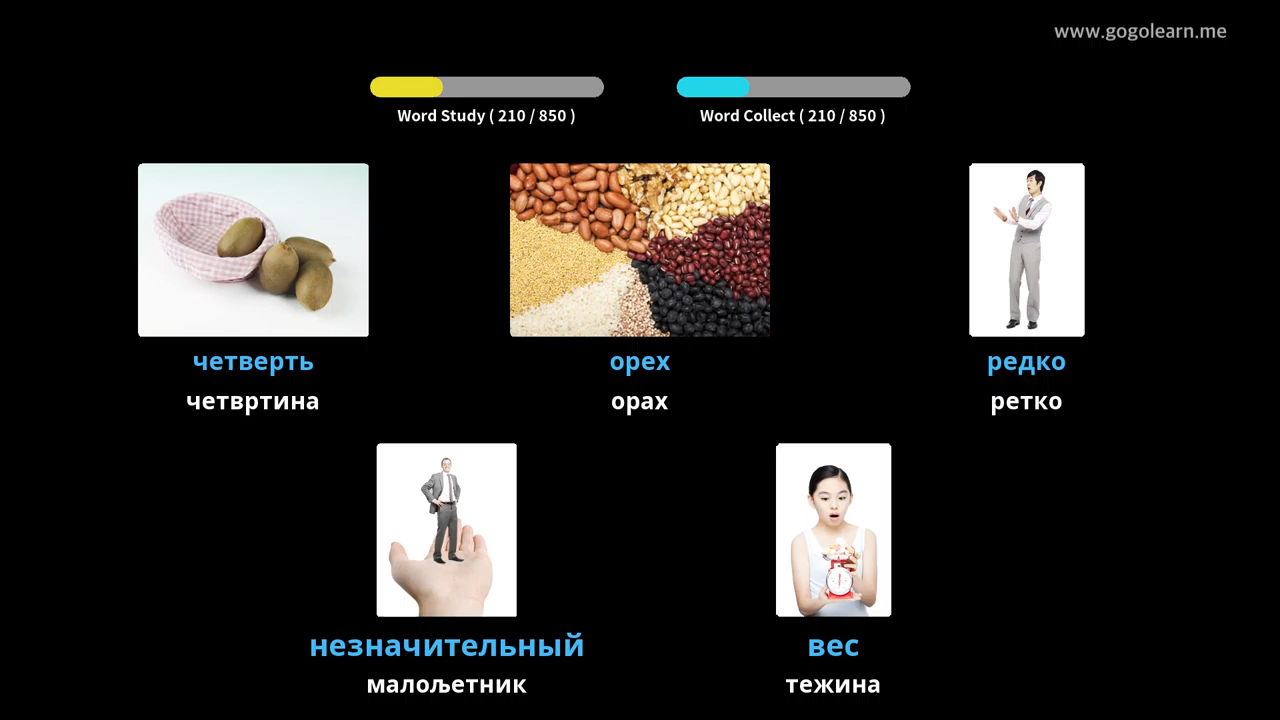 www.gogolearn.me
Word Study ( 210 / 850 )
Word Collect ( 210 / 850 )
четверть
четвртина
орех
орах
редко
ретко
незначительный
малољетник
вес
тежина